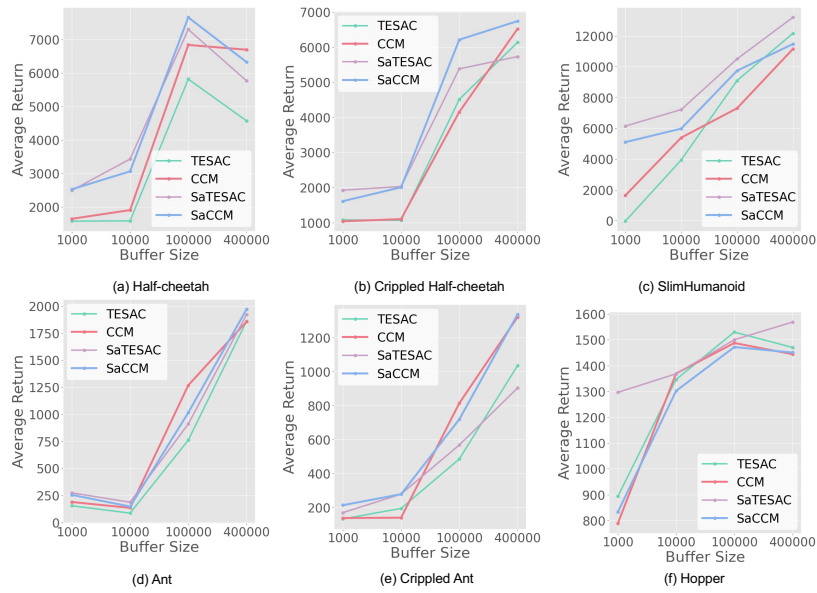 Average Return
7000
6000
5000
4000
3000
2000
TESAC
CCM
SaTESAC
SaCCM
1000 10000 100000 400000
Buffer Size
(a) Half-cheetah
Average Return
7000
6000
5000
4000
3000
2000
1000
TESAC
CCM
SaTESAC
SaCCM
1000 10000 100000 400000
Buffer Size
(b) Crippled Half-cheetah
Average Return
12000
10000
8000
6000
4000
2000
0
TESAC
CCM
SaTESAC
SaCCM
1000 10000 100000 400000
Buffer Size
(c) SlimHumanoid
Average Return
2000
1750
1500
1250
1000
750
500
250
0
TESAC
CCM
SaTESAC
SaCCM
1000 10000 100000 400000
Buffer Size
(d) Ant
Average Return
1200
1000
800
600
400
200
TESAC
CCM
SaTESAC
SaCCM
1000 10000 100000 400000
Buffer Size
(e) Crippled Ant
Average Return
1600
1500
1400
1300
1200
1100
1000
900
800
TESAC
CCM
SaTESAC
SaCCM
1000 10000 100000 400000
Buffer Size
(f) Hopper